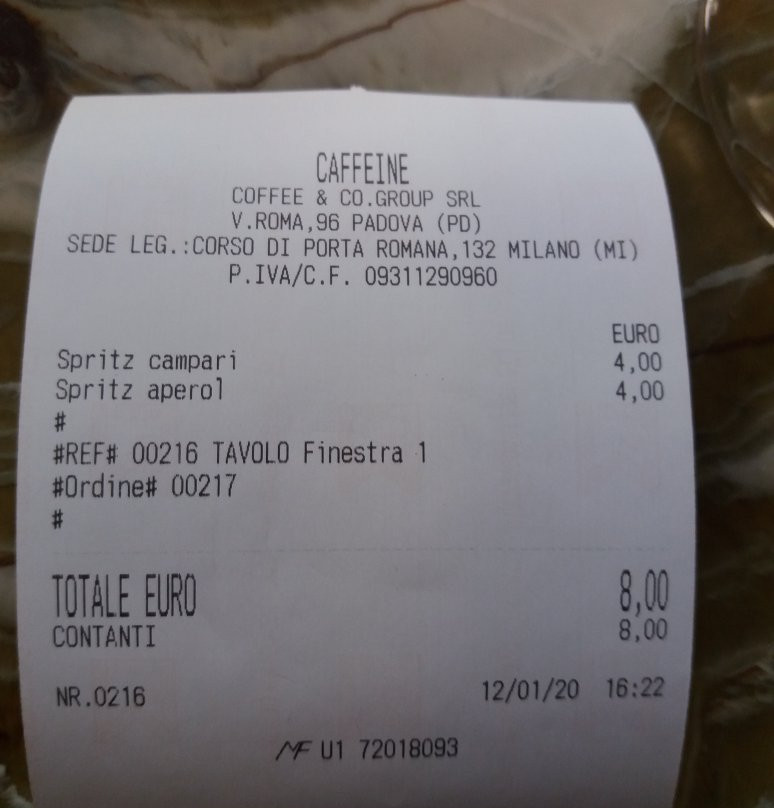 CAFFEINE
COFFEE & CO.GROUP SRL
V.ROMA,96 PADOVA (PD)
SEDE LEG.:CORSO DI PORTA ROMANA,132 MILANO (MI)
P.IVA/C.F. 09311290960
EURO
Spritz campari 4,00
Spritz aperol 4,00
#
#REF# 00216 TAVOLO Finestra 1
#Ordine# 00217
#
TOTALE EURO 8,00
CONTANTI 8,00
NR.0216 12/01/20 16:22
MF U1 72018093